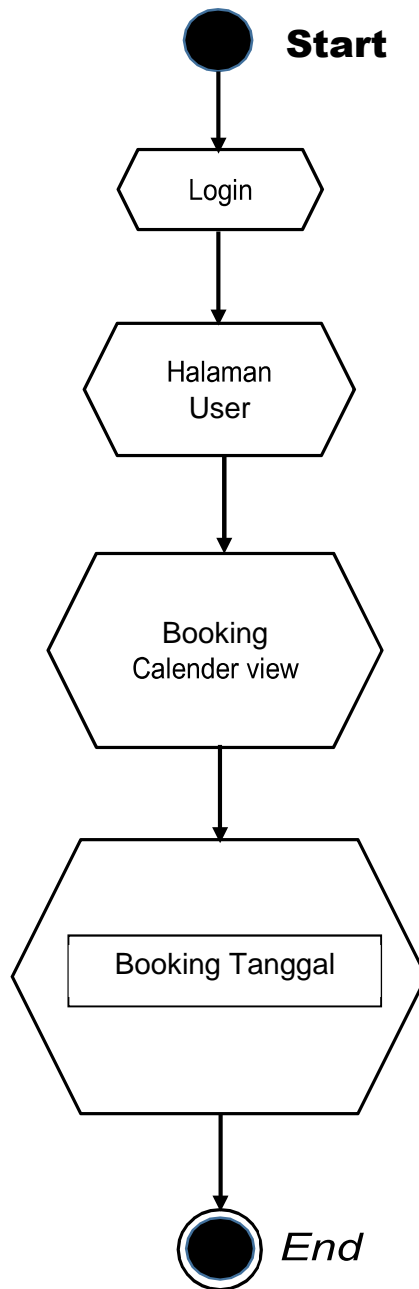 Start
Login
Halaman
User
Booking
Calender view
Booking Tanggal
End